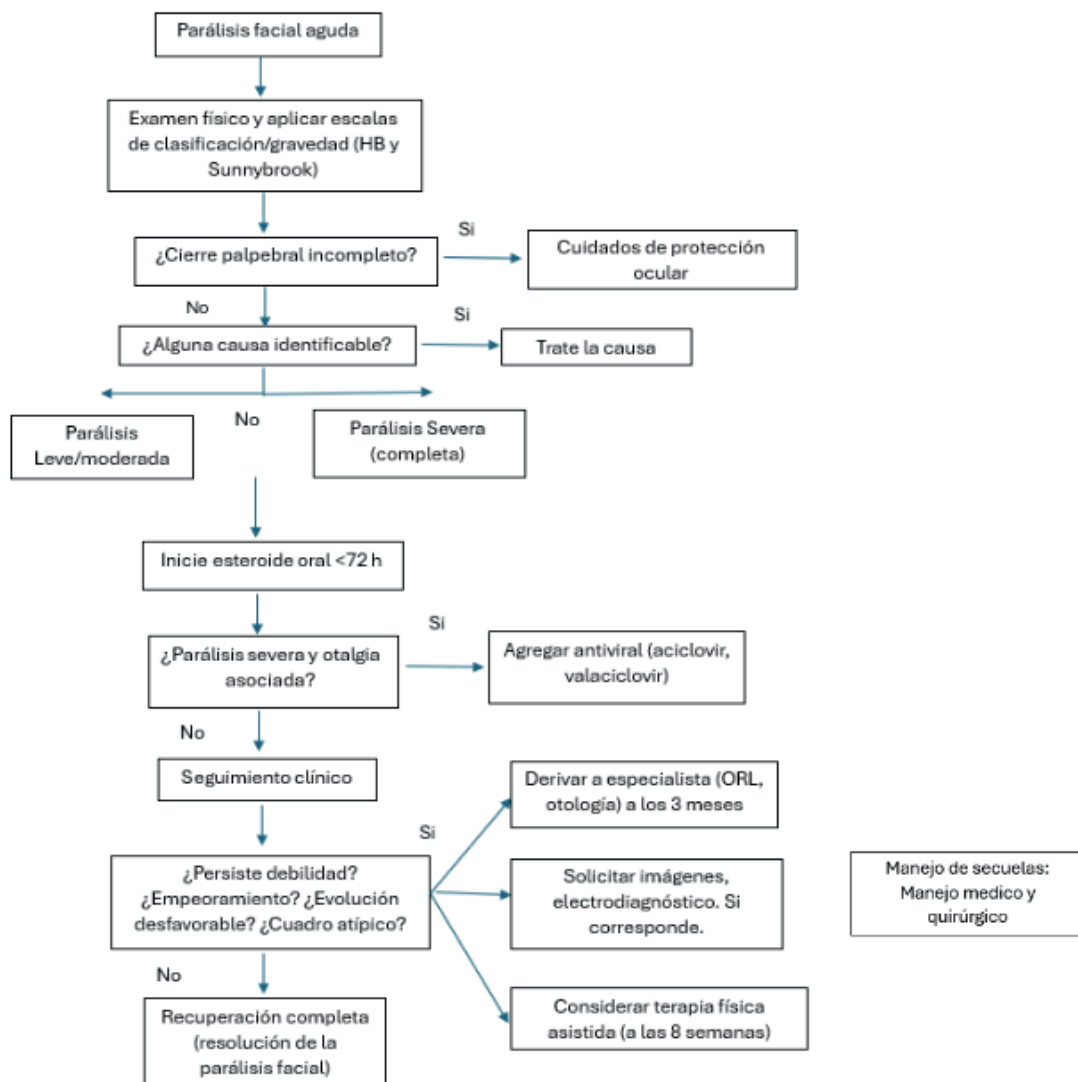 Parálisis facial aguda
Examen físico y aplicar escalas
de clasificación/gravedad (HB y
Sunnybrook)
Si
¿Cierre palpebral incompleto?
Cuidados de protección
ocular
No
Si
¿Alguna causa identificable?
Trate la causa
No
Parálisis
Leve/moderada
Parálisis Severa
(completa)
Inicie esteroide oral <72 h
Si
¿Parálisis severa y otalgia
asociada?
Agregar antiviral (aciclovir,
valaciclovir)
No
Seguimiento clínico
Si
Derivar a especialista (ORL,
otología) a los 3 meses
¿Persiste debilidad?
¿Empeoramiento? ¿Evolución
desfavorable? ¿Cuadro atípico?
Solicitar imágenes,
electrodiagnóstico. Si
corresponde.
Manejo de secuelas:
Manejo medico y
quirúrgico
No
Recuperación completa
(resolución de la
parálisis facial)
Considerar terapia física
asistida (a las 8 semanas)